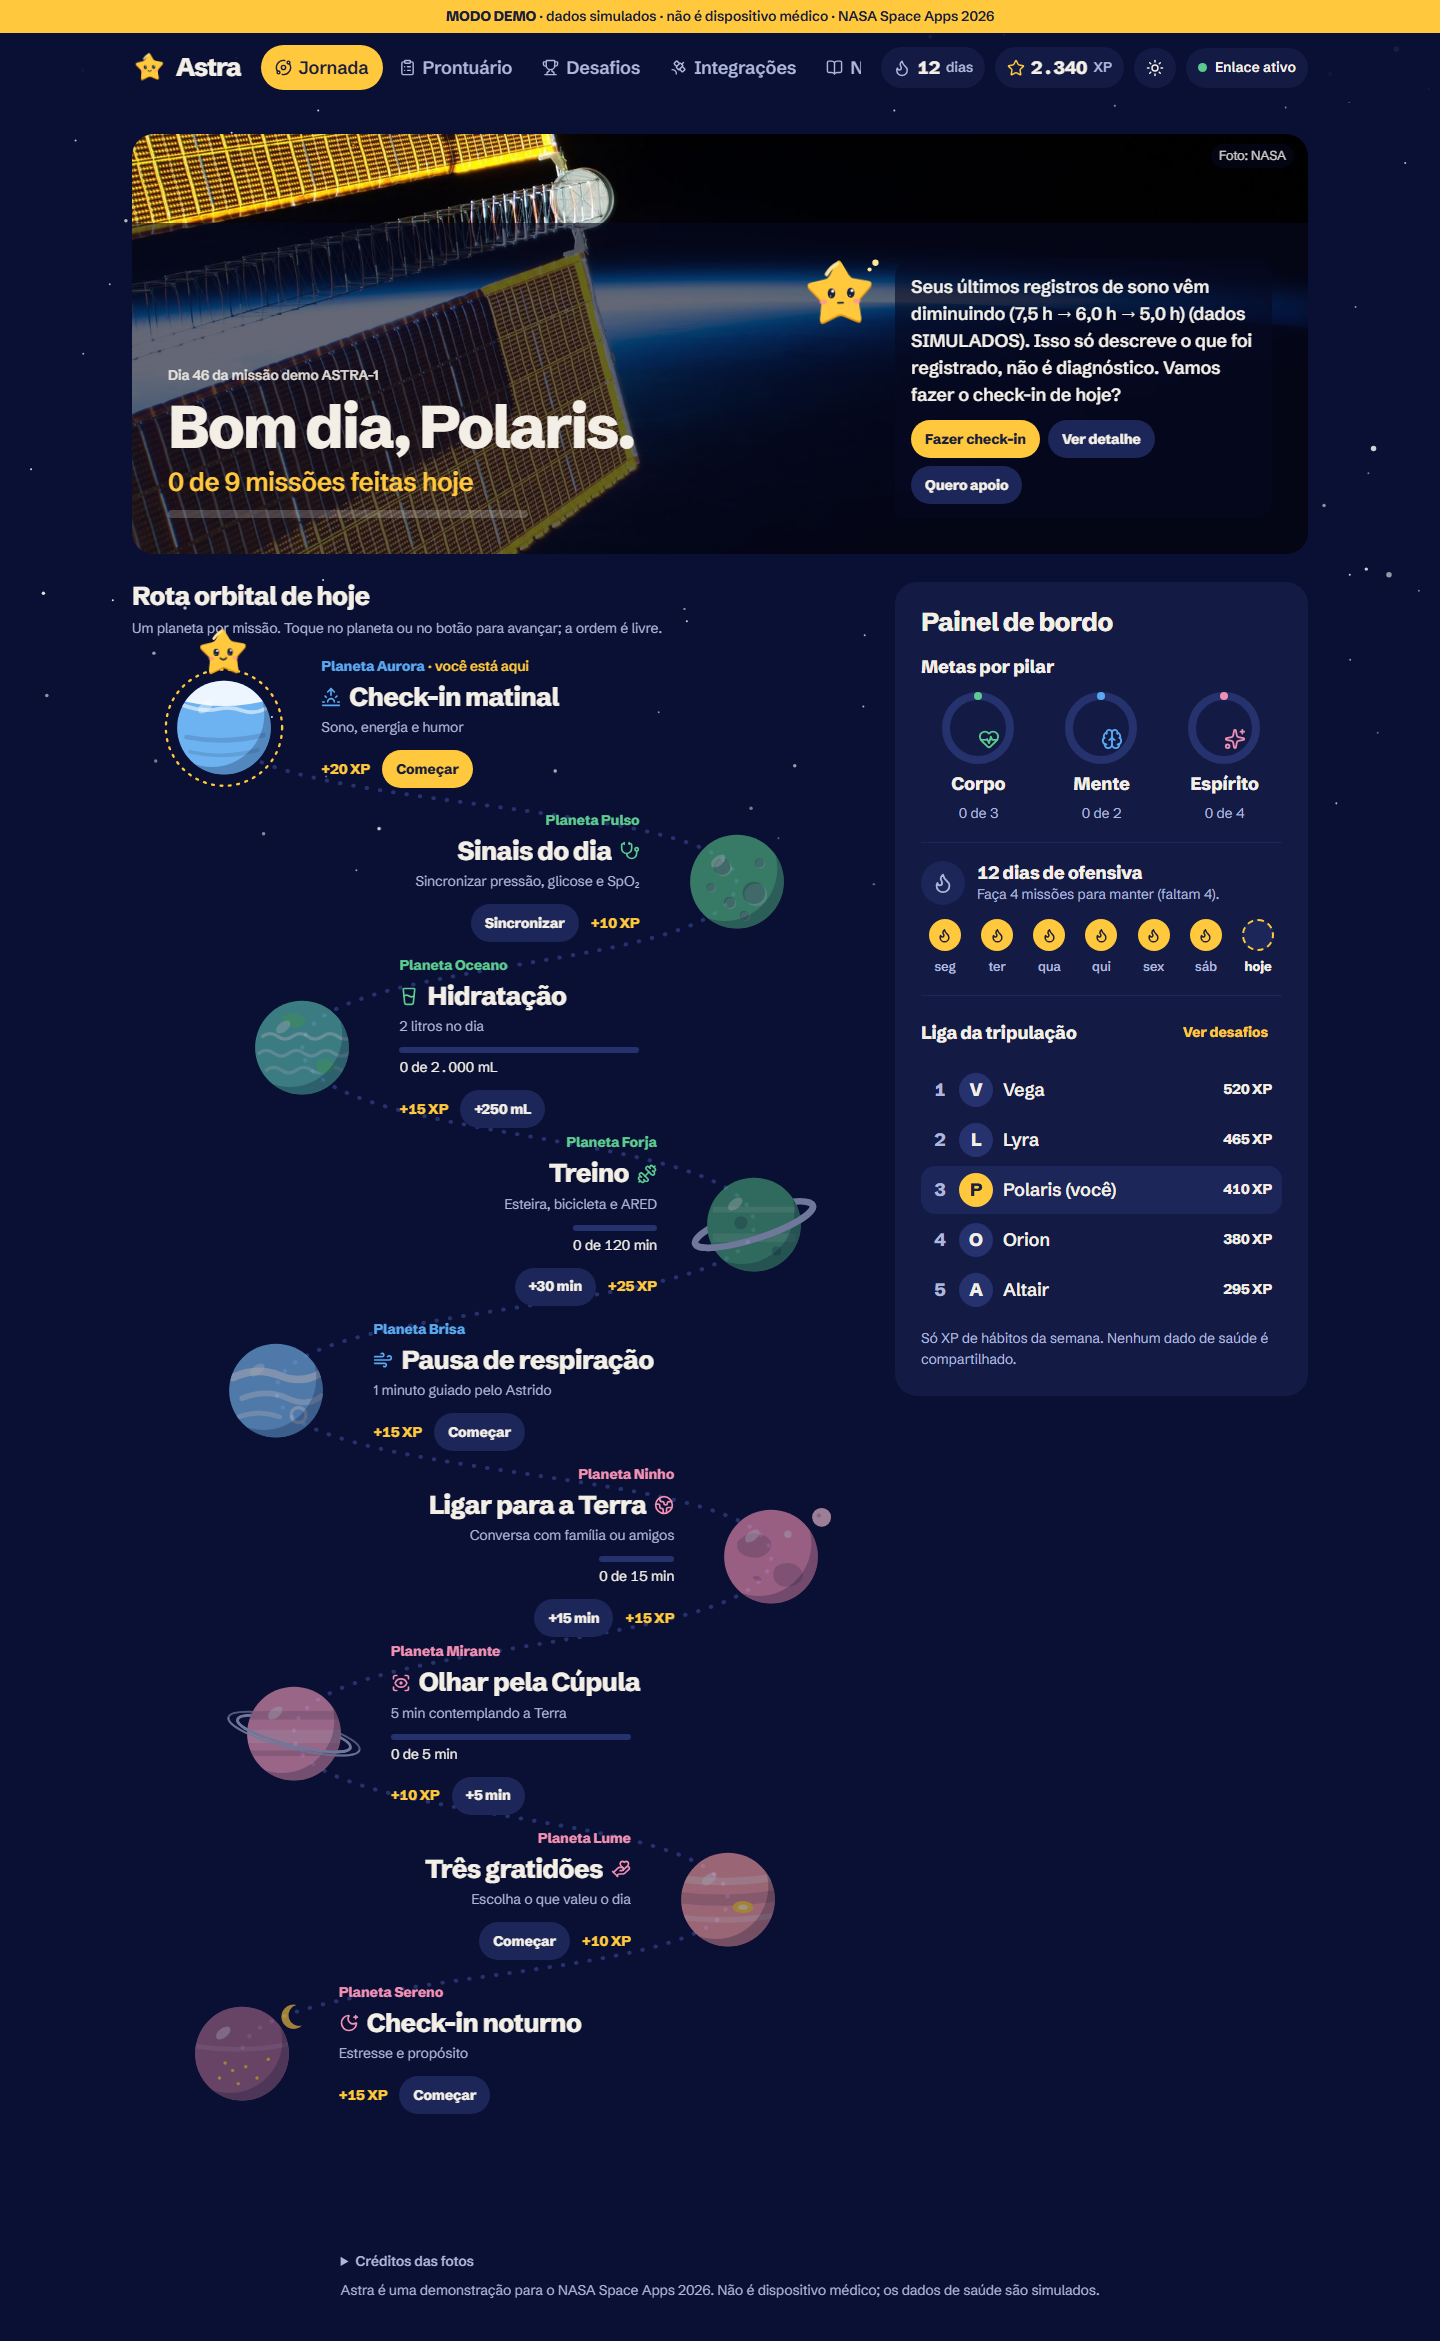 MODO DEMO · dados simulados · não é dispositivo médico · NASA Space Apps 2026
Astra
Jornada
Prontuário
Desafios
Integrações
N
12 dias
2.340 XP
Enlace ativo
Foto: NASA
Dia 46 da missão demo ASTRA-1
Bom dia, Polaris.
0 de 9 missões feitas hoje
Seus últimos registros de sono vêm
diminuindo (7,5 h → 6,0 h → 5,0 h) (dados
SIMULADOS). Isso só descreve o que foi
registrado, não é diagnóstico. Vamos
fazer o check-in de hoje?
Fazer check-in
Ver detalhe
Quero apoio
Rota orbital de hoje
Um planeta por missão. Toque no planeta ou no botão para avançar; a ordem é livre.
Planeta Aurora · você está aqui
Check-in matinal
Sono, energia e humor
+20 XP
Começar
Planeta Pulso
Sinais do dia
Sincronizar pressão, glicose e SpO₂
Sincronizar
+10 XP
Planeta Oceano
Hidratação
2 litros no dia
0 de 2.000 mL
+15 XP
+250 mL
Planeta Forja
Treino
Esteira, bicicleta e ARED
0 de 120 min
+30 min
+25 XP
Planeta Brisa
Pausa de respiração
1 minuto guiado pelo Astrido
+15 XP
Começar
Planeta Ninho
Ligar para a Terra
Conversa com família ou amigos
0 de 15 min
+15 min
+15 XP
Planeta Mirante
Olhar pela Cúpula
5 min contemplando a Terra
0 de 5 min
+10 XP
+5 min
Planeta Lume
Três gratidões
Escolha o que valeu o dia
Começar
+10 XP
Planeta Sereno
Check-in noturno
Estresse e propósito
+15 XP
Começar
Painel de bordo
Metas por pilar
Corpo
Mente
Espírito
0 de 3
0 de 2
0 de 4
12 dias de ofensiva
Faça 4 missões para manter (faltam 4).
seg
ter
qua
qui
sex
sáb
hoje
Liga da tripulação
Ver desafios
1 V Vega 520 XP
2 L Lyra 465 XP
3 P Polaris (você) 410 XP
4 O Orion 380 XP
5 A Altair 295 XP
Só XP de hábitos da semana. Nenhum dado de saúde é
compartilhado.
Créditos das fotos
Astra é uma demonstração para o NASA Space Apps 2026. Não é dispositivo médico; os dados de saúde são simulados.